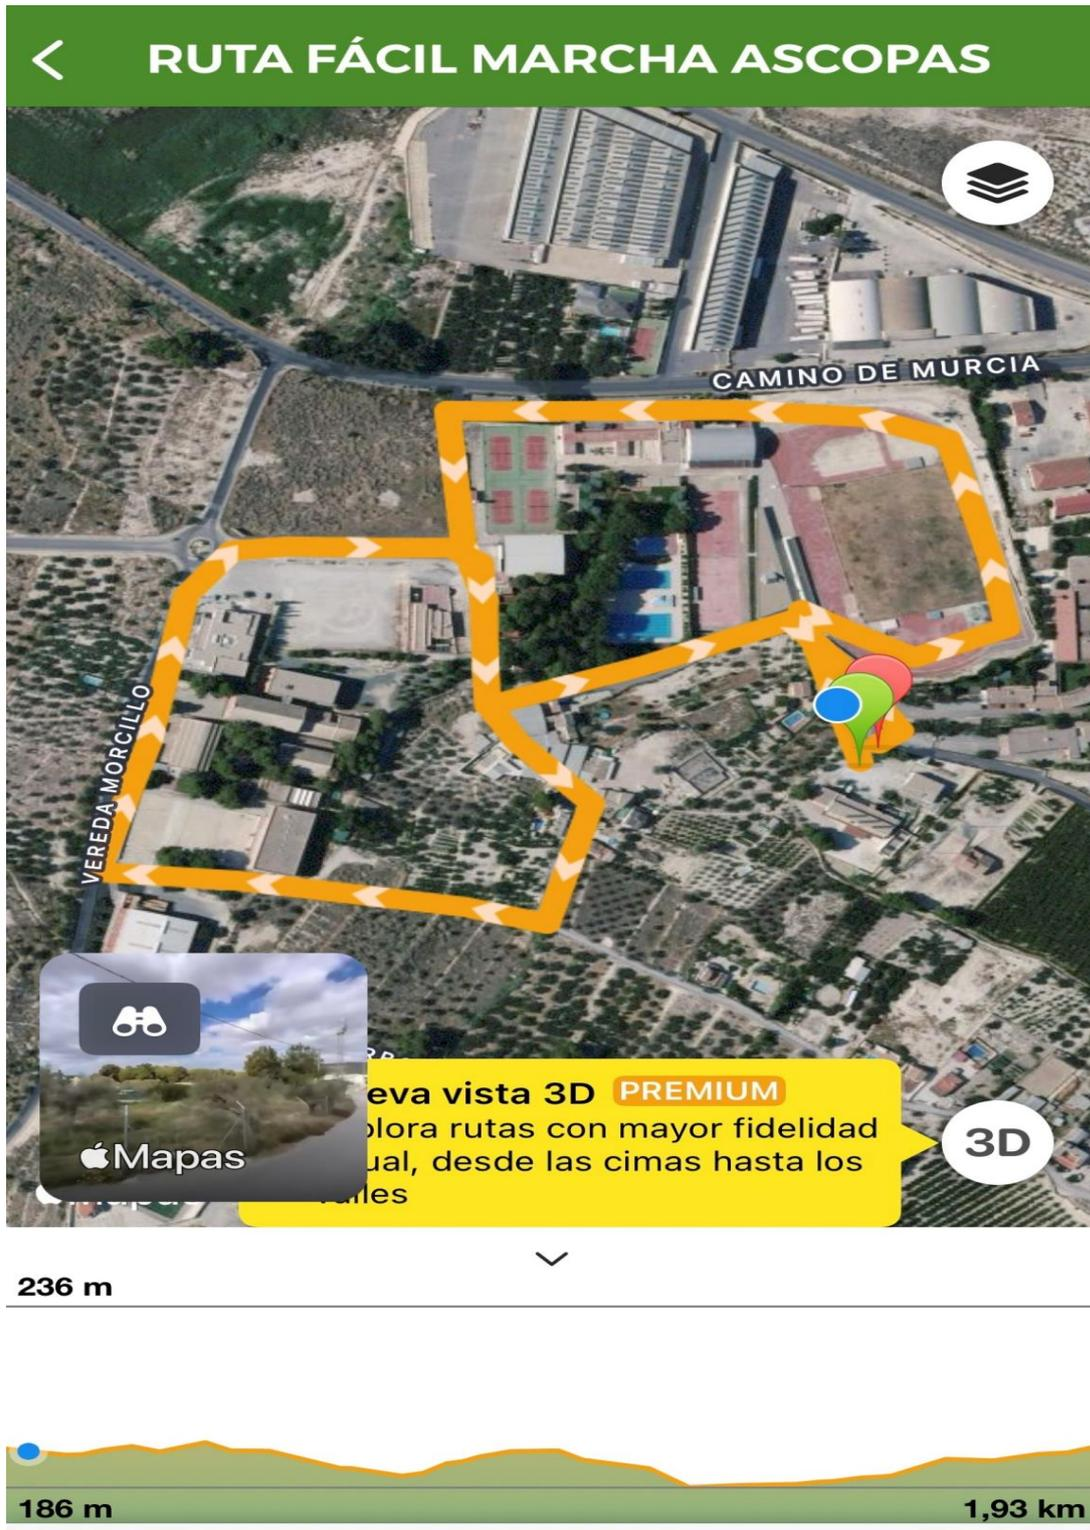 RUTA FÁCIL MARCHA ASCOPAS
CAMINO DE MURCIA
VEREDA MORCILLO
eva vista 3D PREMIUM
plora rutas con mayor fidelidad
ual, desde las cimas hasta los
valles
3D
Mapas
236 m
186 m
1,93 km